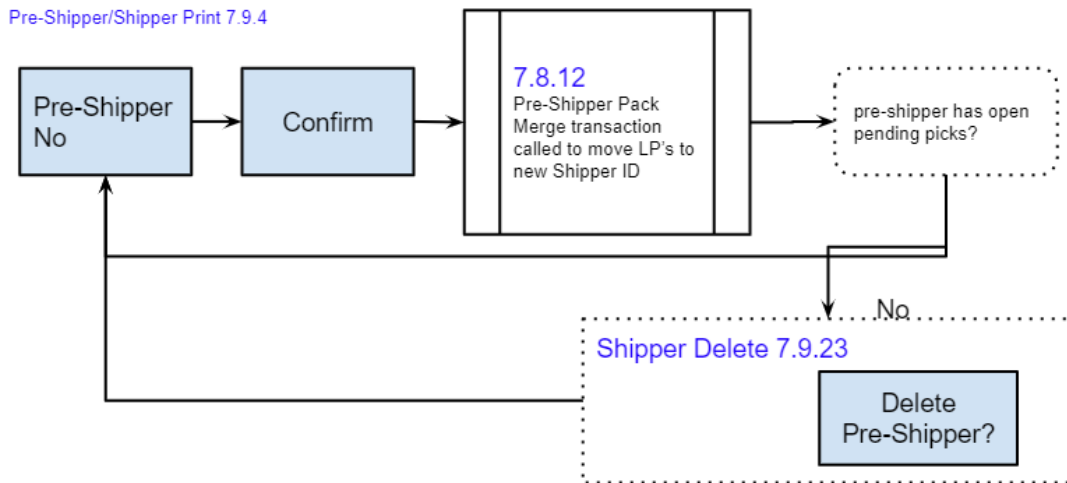 Pre-Shipper/Shipper Print 7.9.4
Pre-Shipper
No
Confirm
7.8.12
Pre-Shipper Pack
Merge transaction
called to move LP's to
new Shipper ID
pre-shipper has open
pending picks?
No
Shipper Delete 7.9.23
Delete
Pre-Shipper?